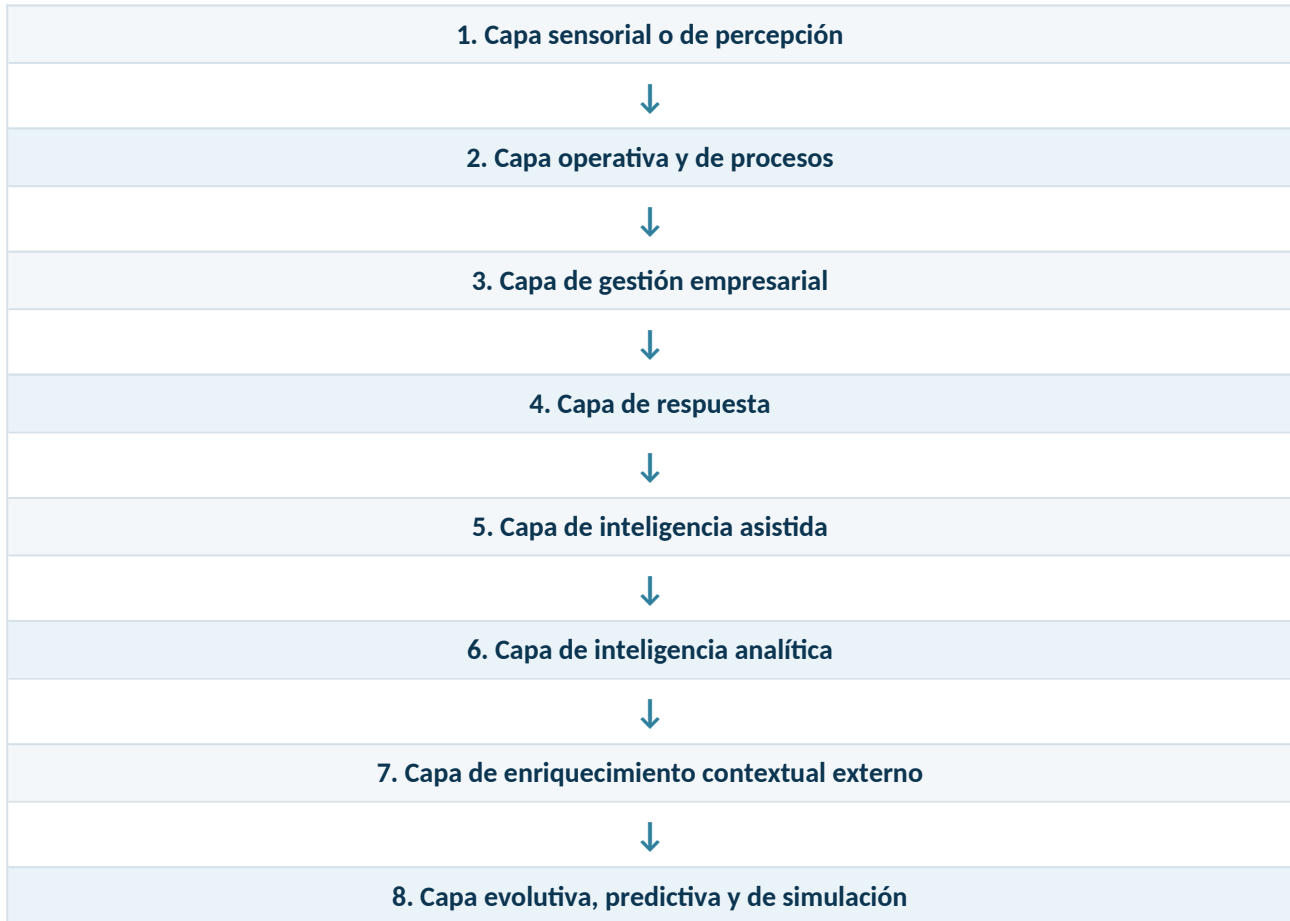 1. Capa sensorial o de percepción
↓
2. Capa operativa y de procesos
↓
3. Capa de gestión empresarial
↓
4. Capa de respuesta
↓
5. Capa de inteligencia asistida
↓
6. Capa de inteligencia analítica
↓
7. Capa de enriquecimiento contextual externo
↓
8. Capa evolutiva, predictiva y de simulación